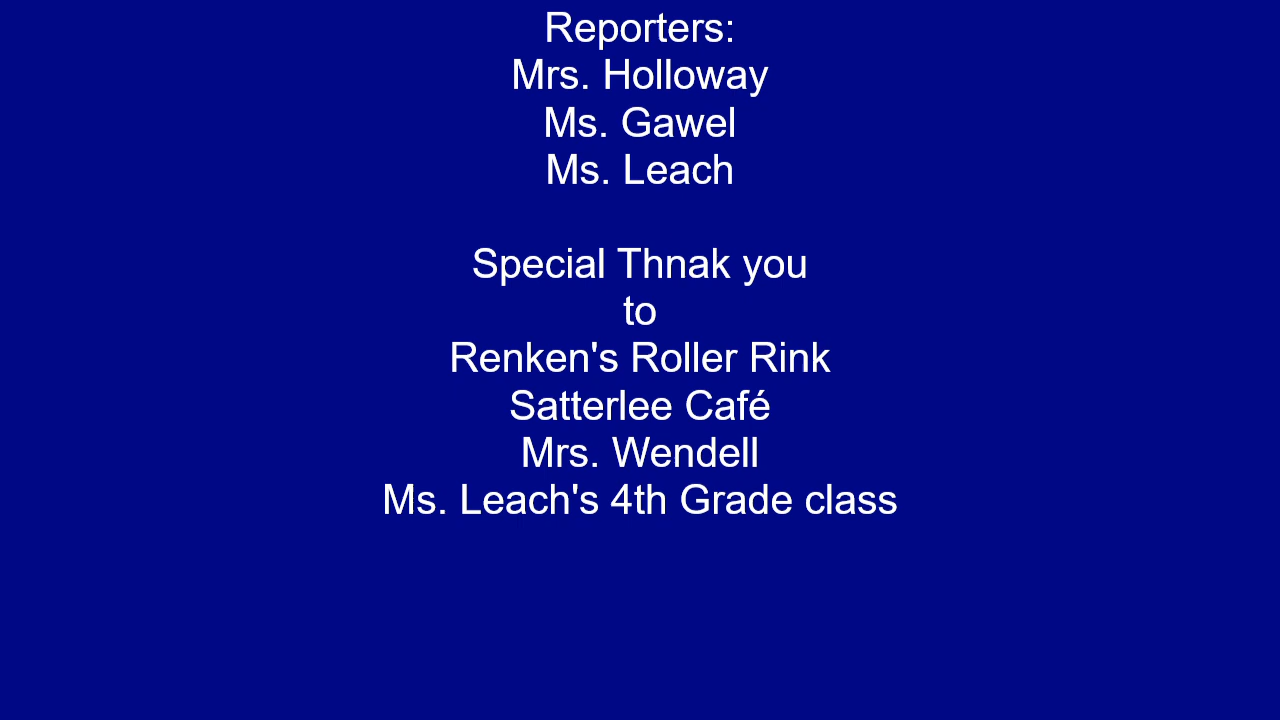 Reporters:
Mrs. Holloway
Ms. Gawel
Ms. Leach
Special Thnak you
to
Renken's Roller Rink
Satterlee Café
Mrs. Wendell
Ms. Leach's 4th Grade class